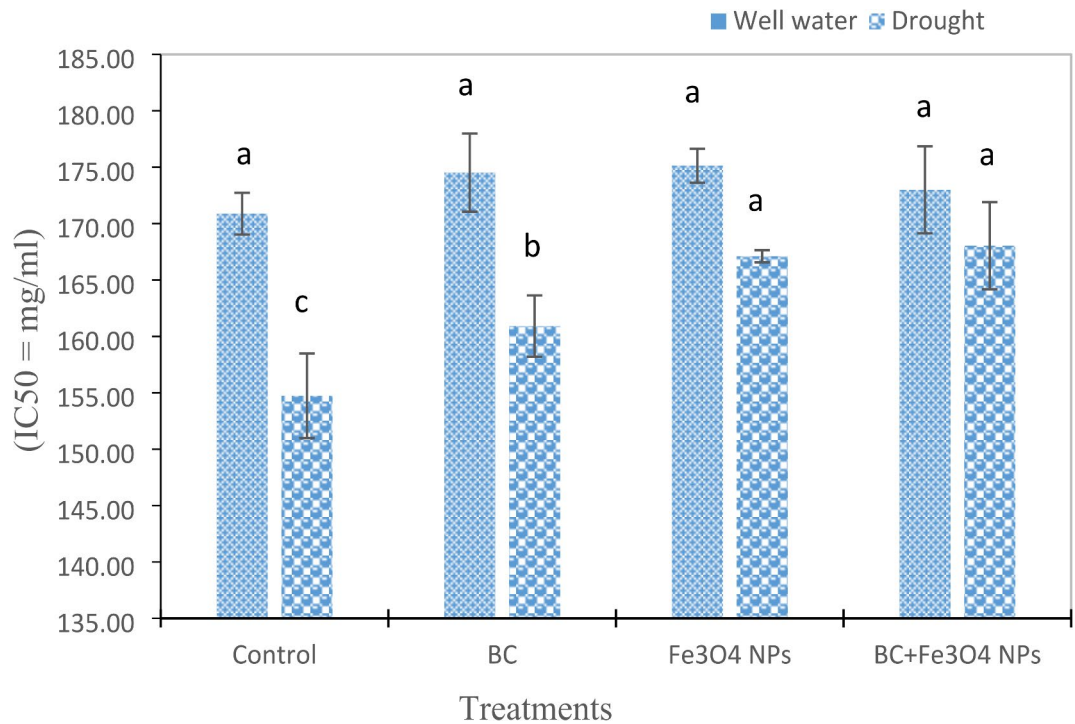 Well water Drought
185.00
180.00
175.00
170.00
165.00
160.00
155.00
150.00
145.00
140.00
135.00
(IC50 = mg/ml)
a
c
a
b
a
a
a
a
Control BC Fe3O4 NPs BC+Fe3O4 NPs
Treatments